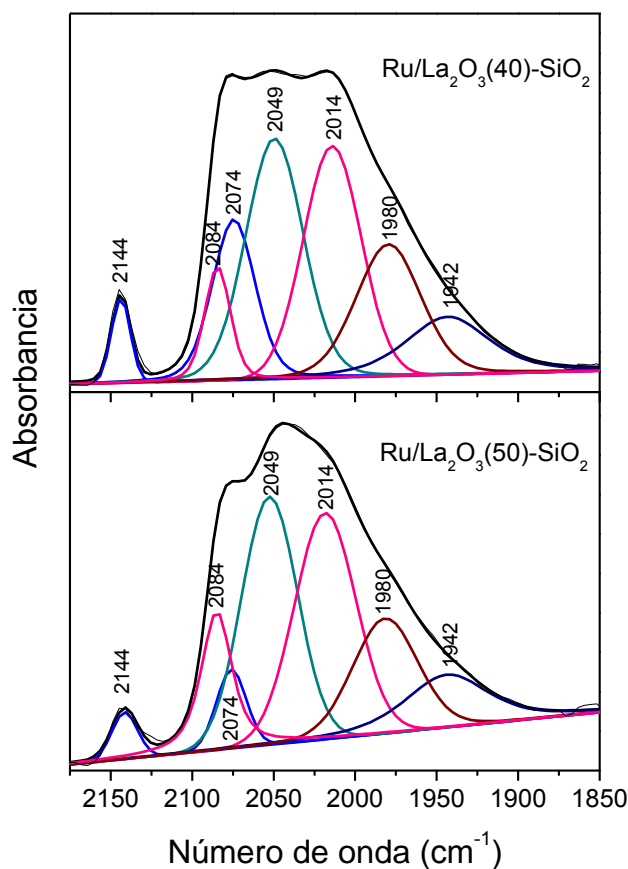 Absorbancia
Ru/La₂O₃(40)-SiO₂
2144
2084
2074
2049
2014
1980
1942
Ru/La₂O₃(50)-SiO₂
2144
2084
2074
2049
2014
1980
1942
2150 2100 2050 2000 1950 1900 1850
Número de onda (cm⁻¹)